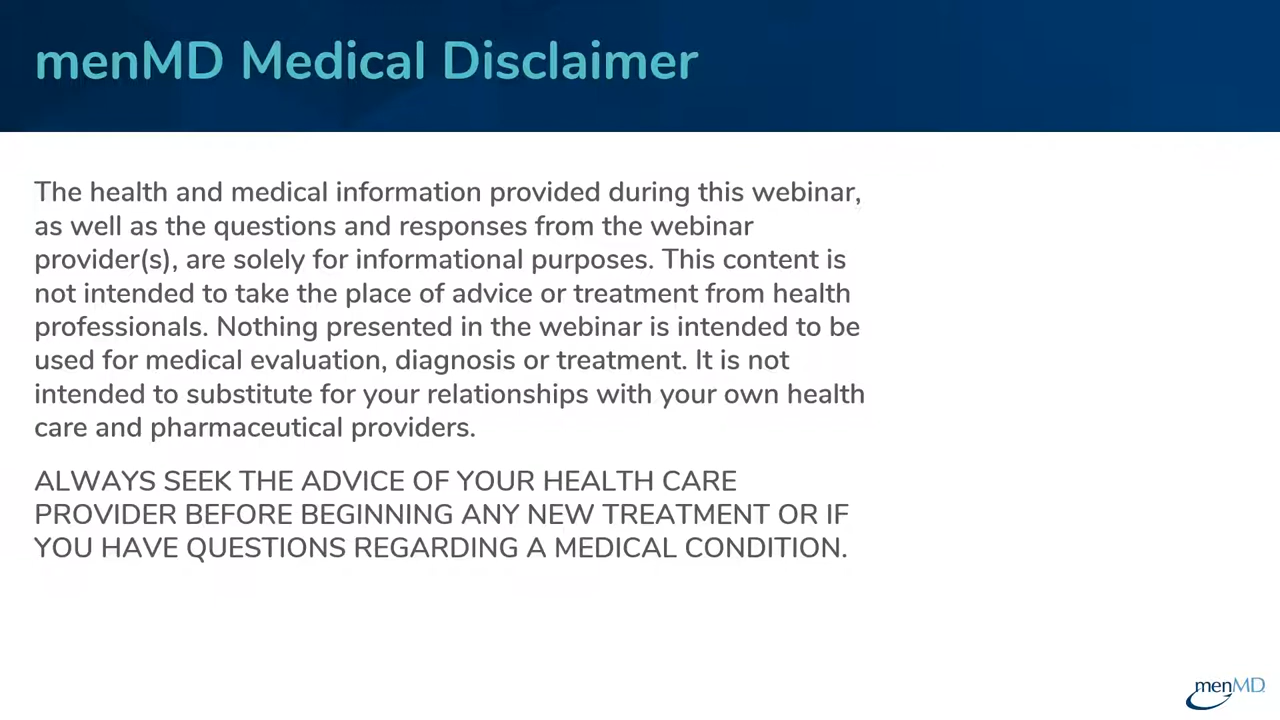 menMD Medical Disclaimer
The health and medical information provided during this webinar,
as well as the questions and responses from the webinar
provider(s), are solely for informational purposes. This content is
not intended to take the place of advice or treatment from health
professionals. Nothing presented in the webinar is intended to be
used for medical evaluation, diagnosis or treatment. It is not
intended to substitute for your relationships with your own health
care and pharmaceutical providers.
ALWAYS SEEK THE ADVICE OF YOUR HEALTH CARE
PROVIDER BEFORE BEGINNING ANY NEW TREATMENT OR IF
YOU HAVE QUESTIONS REGARDING A MEDICAL CONDITION.
menMD